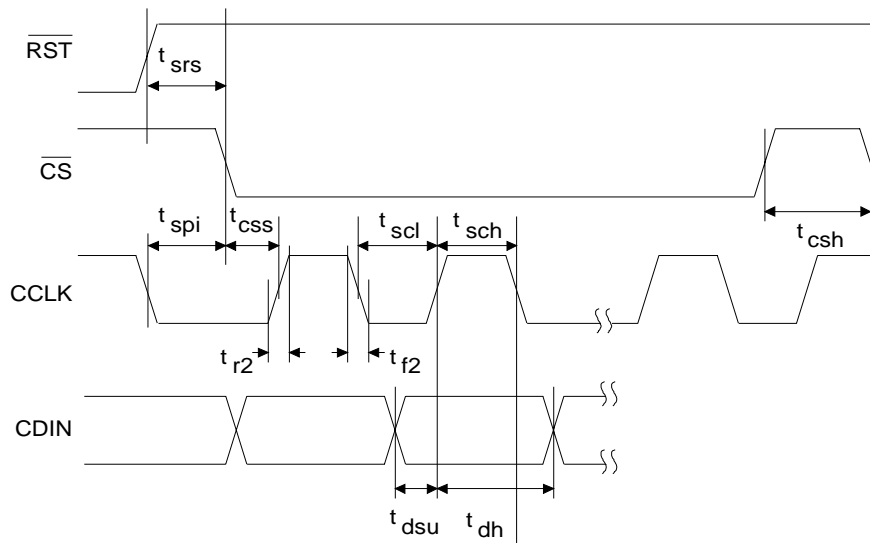 RST
t srs
CS
t spi
t css
t scl
t sch
t csh
CCLK
t r2
t f2
CDIN
t dsu
t dh